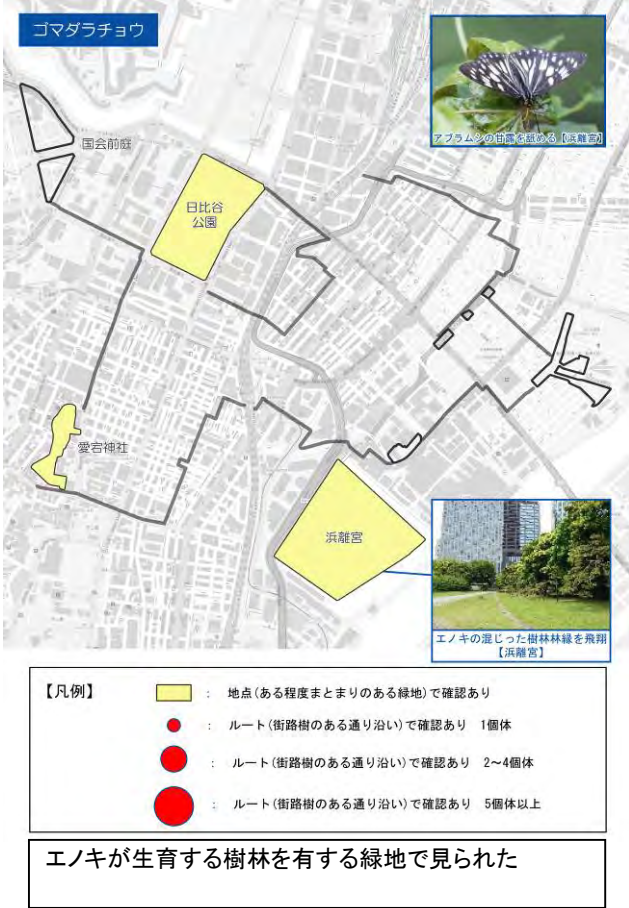 ゴマダラチョウ
アブラムシの甘露を舐める【浜離宮】
国会前庭
日比谷
公園
愛宕神社
浜離宮
エノキの混じった樹林林縁を飛翔
【浜離宮】
【凡例】
： 地点(ある程度まとまりのある緑地)で確認あり
： ルート(街路樹のある通り沿い)で確認あり 1個体
： ルート(街路樹のある通り沿い)で確認あり 2～4個体
： ルート(街路樹のある通り沿い)で確認あり 5個体以上
エノキが生育する樹林を有する緑地で見られた